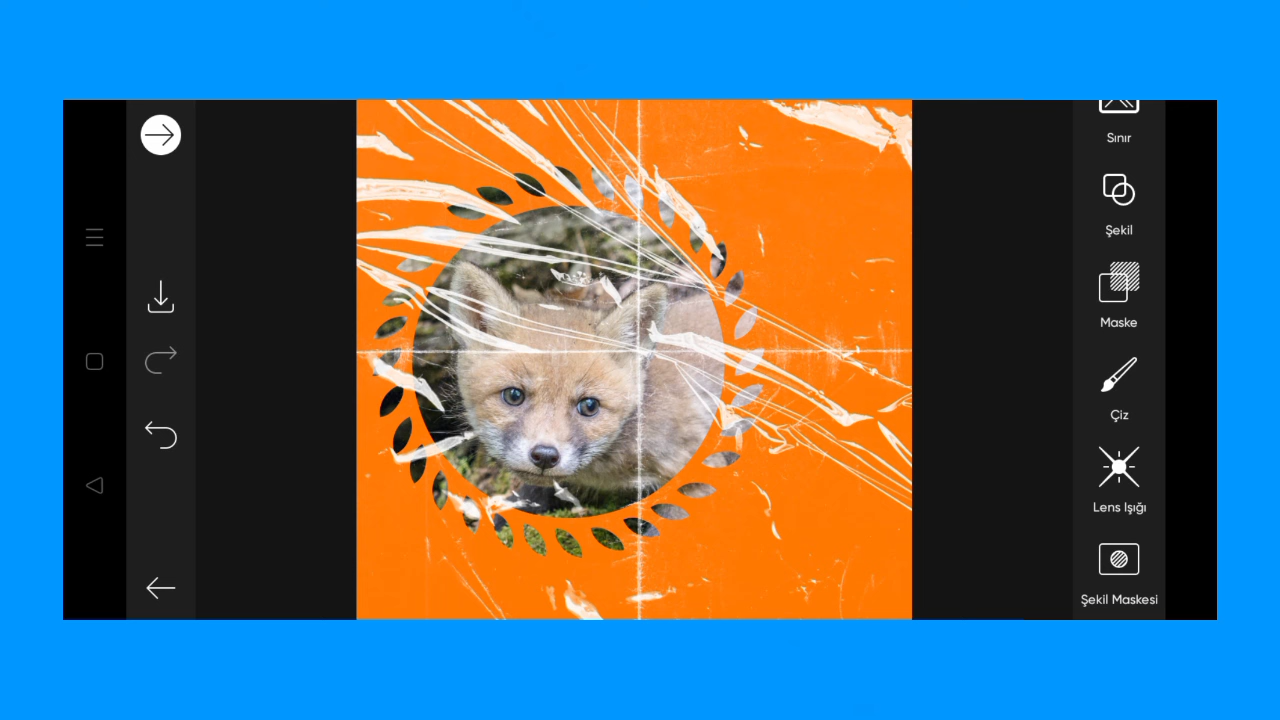 Sınır
Şekil
Maske
Çiz
Lens Işığı
Şekil Maskesi